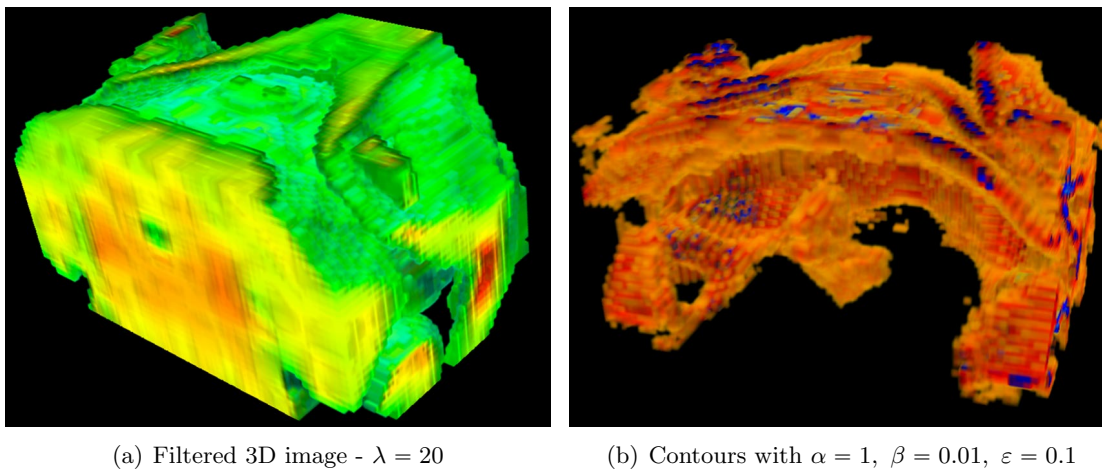 (a) Filtered 3D image - λ = 20
(b) Contours with α = 1, β = 0.01, ε = 0.1